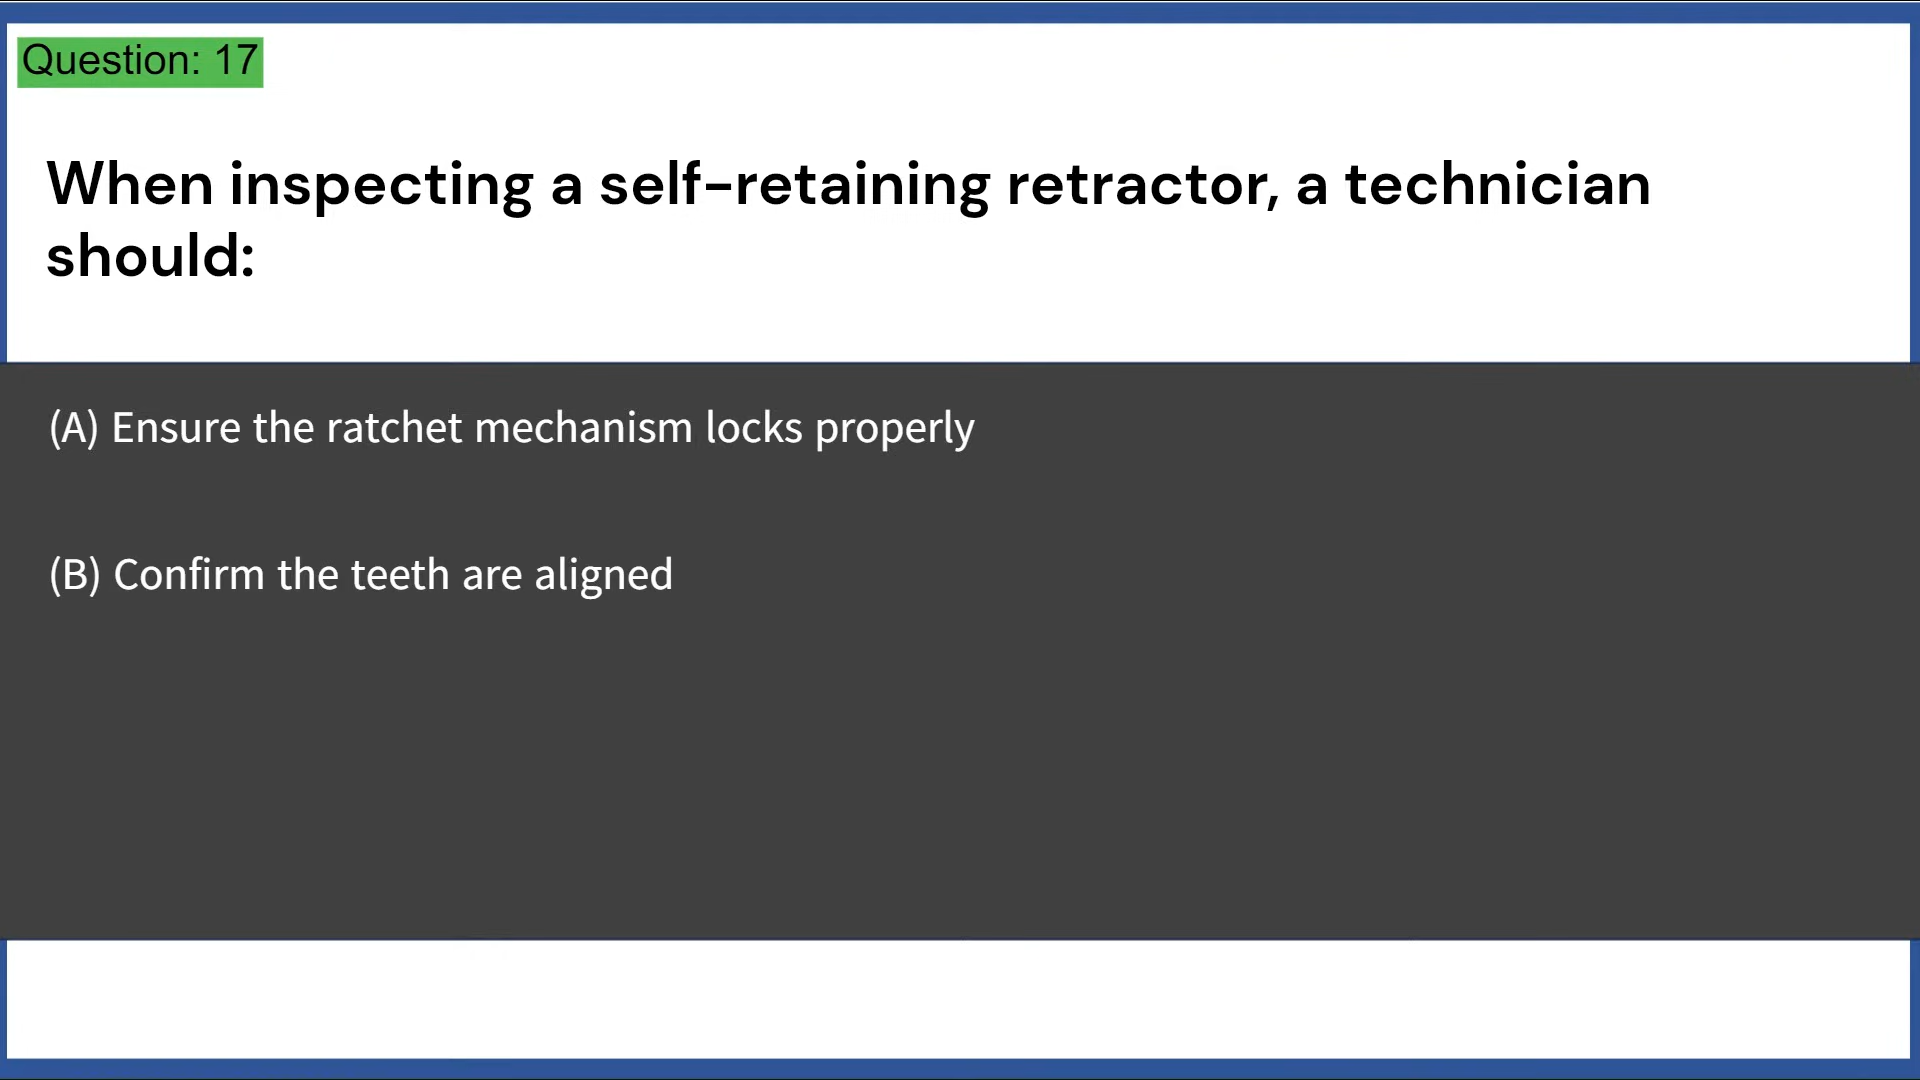 Question: 17
When inspecting a self-retaining retractor, a technician
should:
(A) Ensure the ratchet mechanism locks properly
(B) Confirm the teeth are aligned